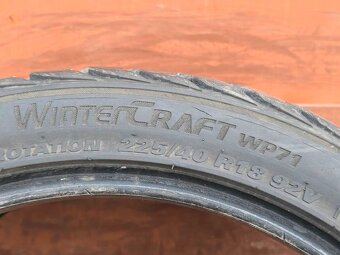 WINTERCRAFT WP71
ROTATION 225/40 R18 92V